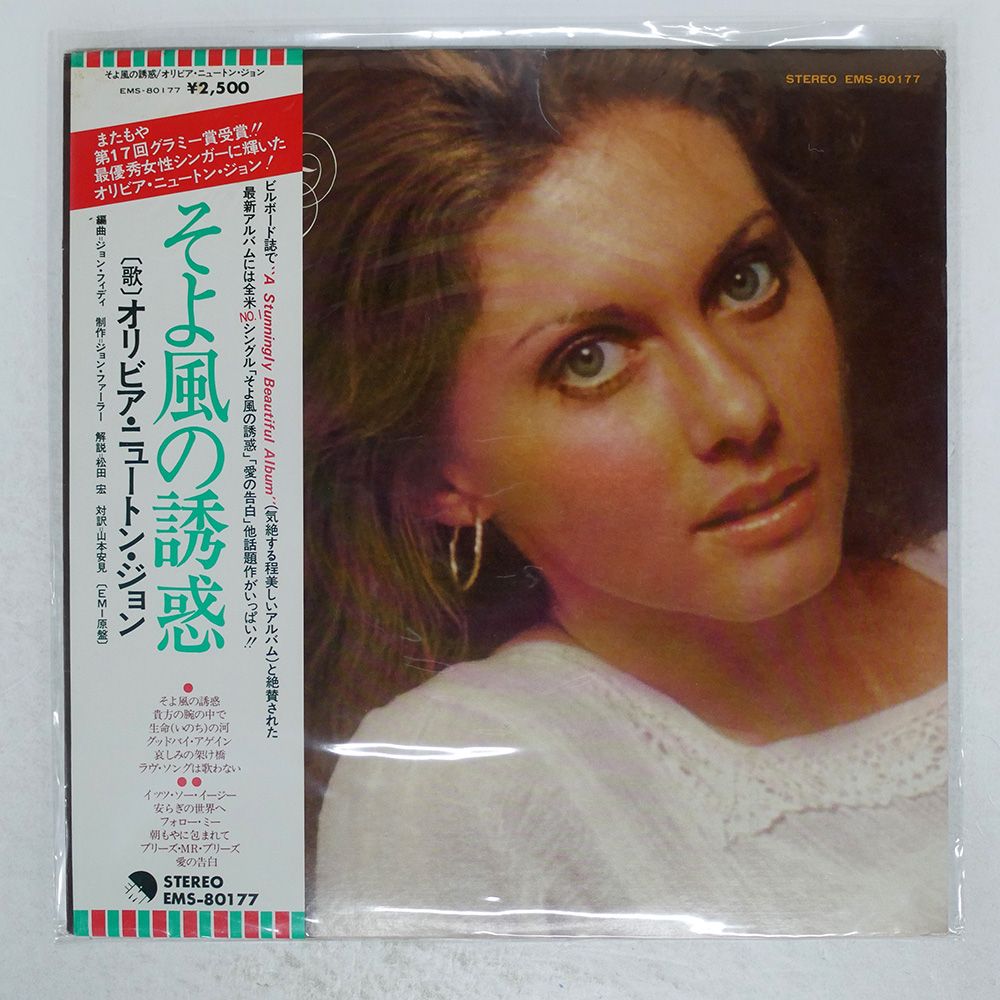 そよ風の誘惑/オリビア・ニュートン・ジョン
EMS-80177 ¥2,500
またもや
第17回グラミー賞受賞!!
最優秀女性シンガーに輝いた
オリビア・ニュートン・ジョン!
ビルボード誌で“A Stunningly Beautiful Album”(気絶する程美しいアルバム)と絶賛された
最新アルバムには全米NO.1シングル「そよ風の誘惑」「愛の告白」他話題作がいっぱい!!
そよ風の誘惑
〔歌〕オリビア・ニュートン・ジョン
編曲=ジョン・フィディ 制作=ジョン・ファーラー 解説=松田 宏 対訳=山本安見 〔EMI原盤〕
●
そよ風の誘惑
貴方の腕の中で
生命(いのち)の河
グッドバイ・アゲイン
哀しみの架け橋
ラヴ・ソングは歌わない
●●
イッツ・ソー・イージー
安らぎの世界へ
フォロー・ミー
朝もやに包まれて
プリーズ・MR・プリーズ
愛の告白
STEREO
EMS-80177
STEREO EMS-80177